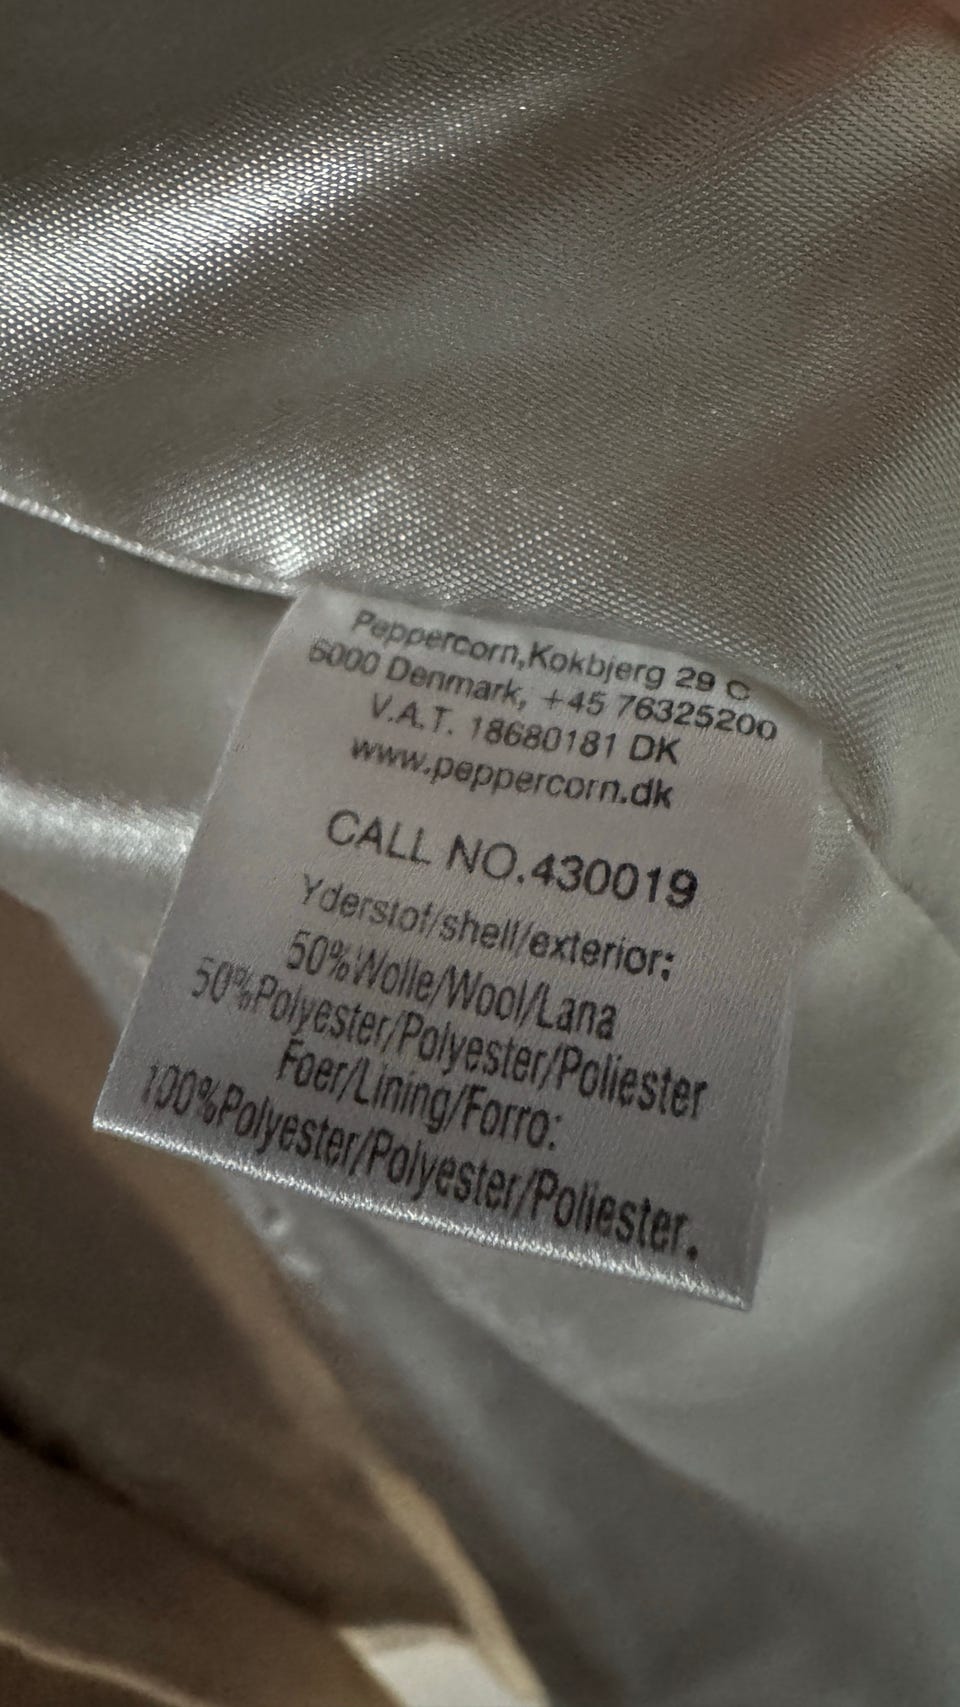 Peppercorn,Kokbjerg 29 C
6000 Denmark, +45 76325200
V.A.T. 18680181 DK
www.peppercorn.dk
CALL NO.430019
Yderstof/shell/exterior:
50%Wolle/Wool/Lana
50%Polyester/Polyester/Poliester
Foer/Lining/Forro:
100%Polyester/Polyester/Poliester.